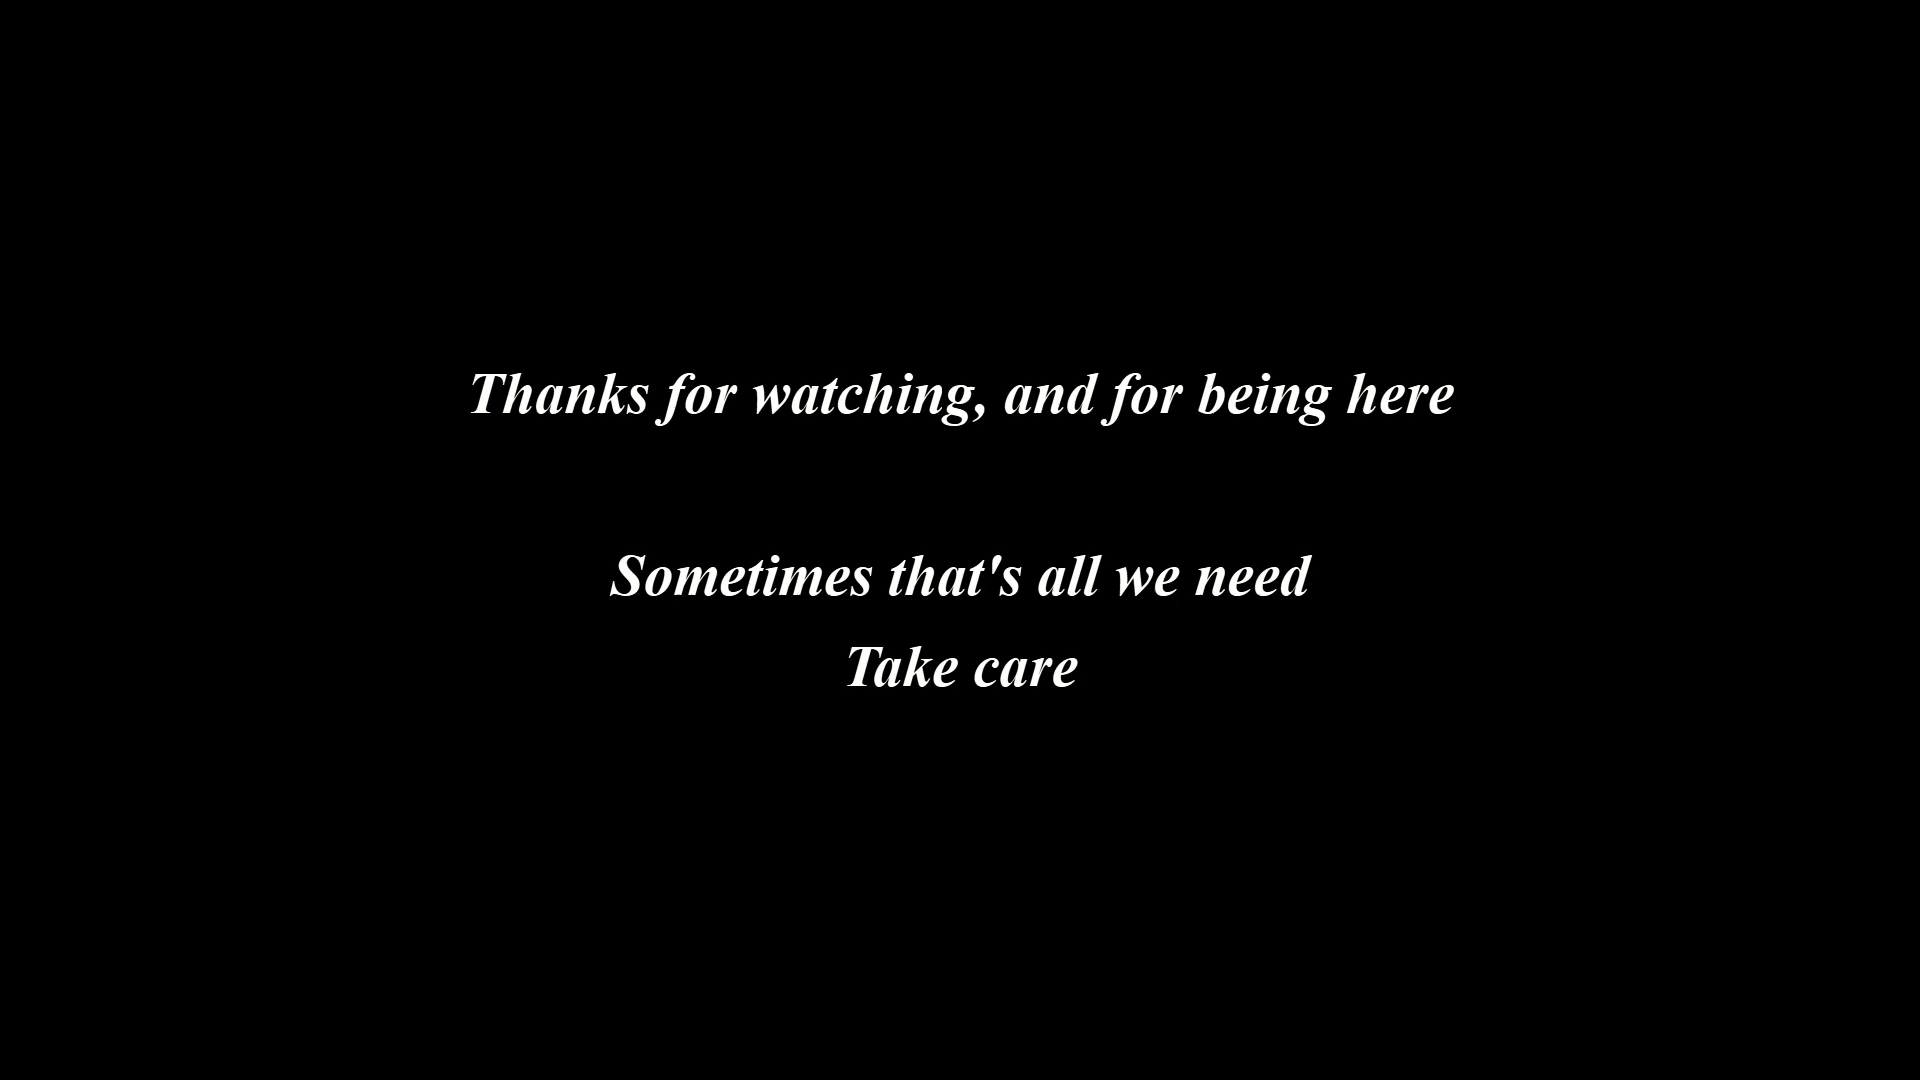 Thanks for watching, and for being here
Sometimes that's all we need
Take care